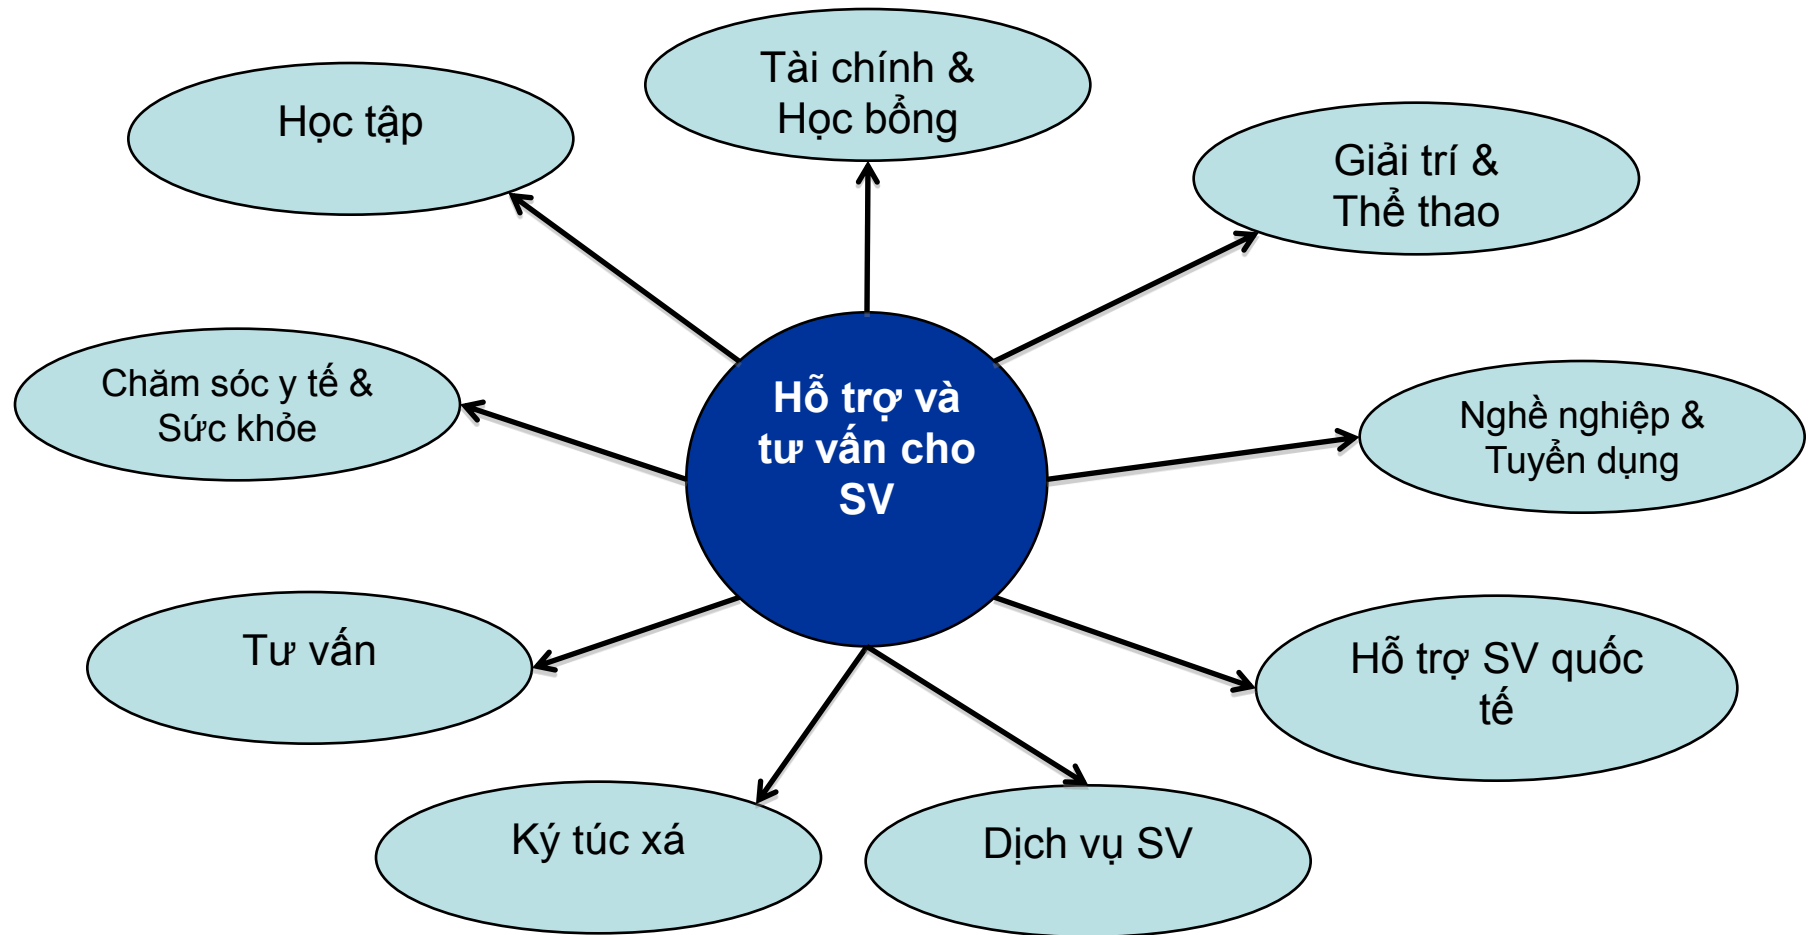 Tài chính &
Học bổng
Học tập
Giải trí &
Thể thao
Chăm sóc y tế &
Sức khỏe
Hỗ trợ và
tư vấn cho
SV
Nghề nghiệp &
Tuyển dụng
Tư vấn
Hỗ trợ SV quốc
tế
Ký túc xá
Dịch vụ SV